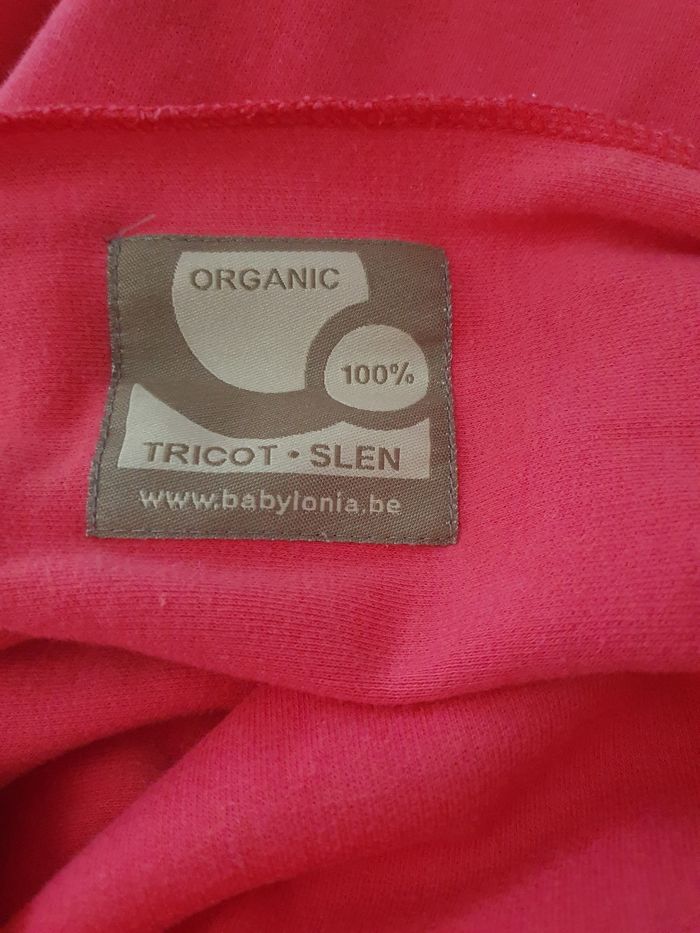 ORGANIC
100%
TRICOT • SLEN
www.babylonia.be